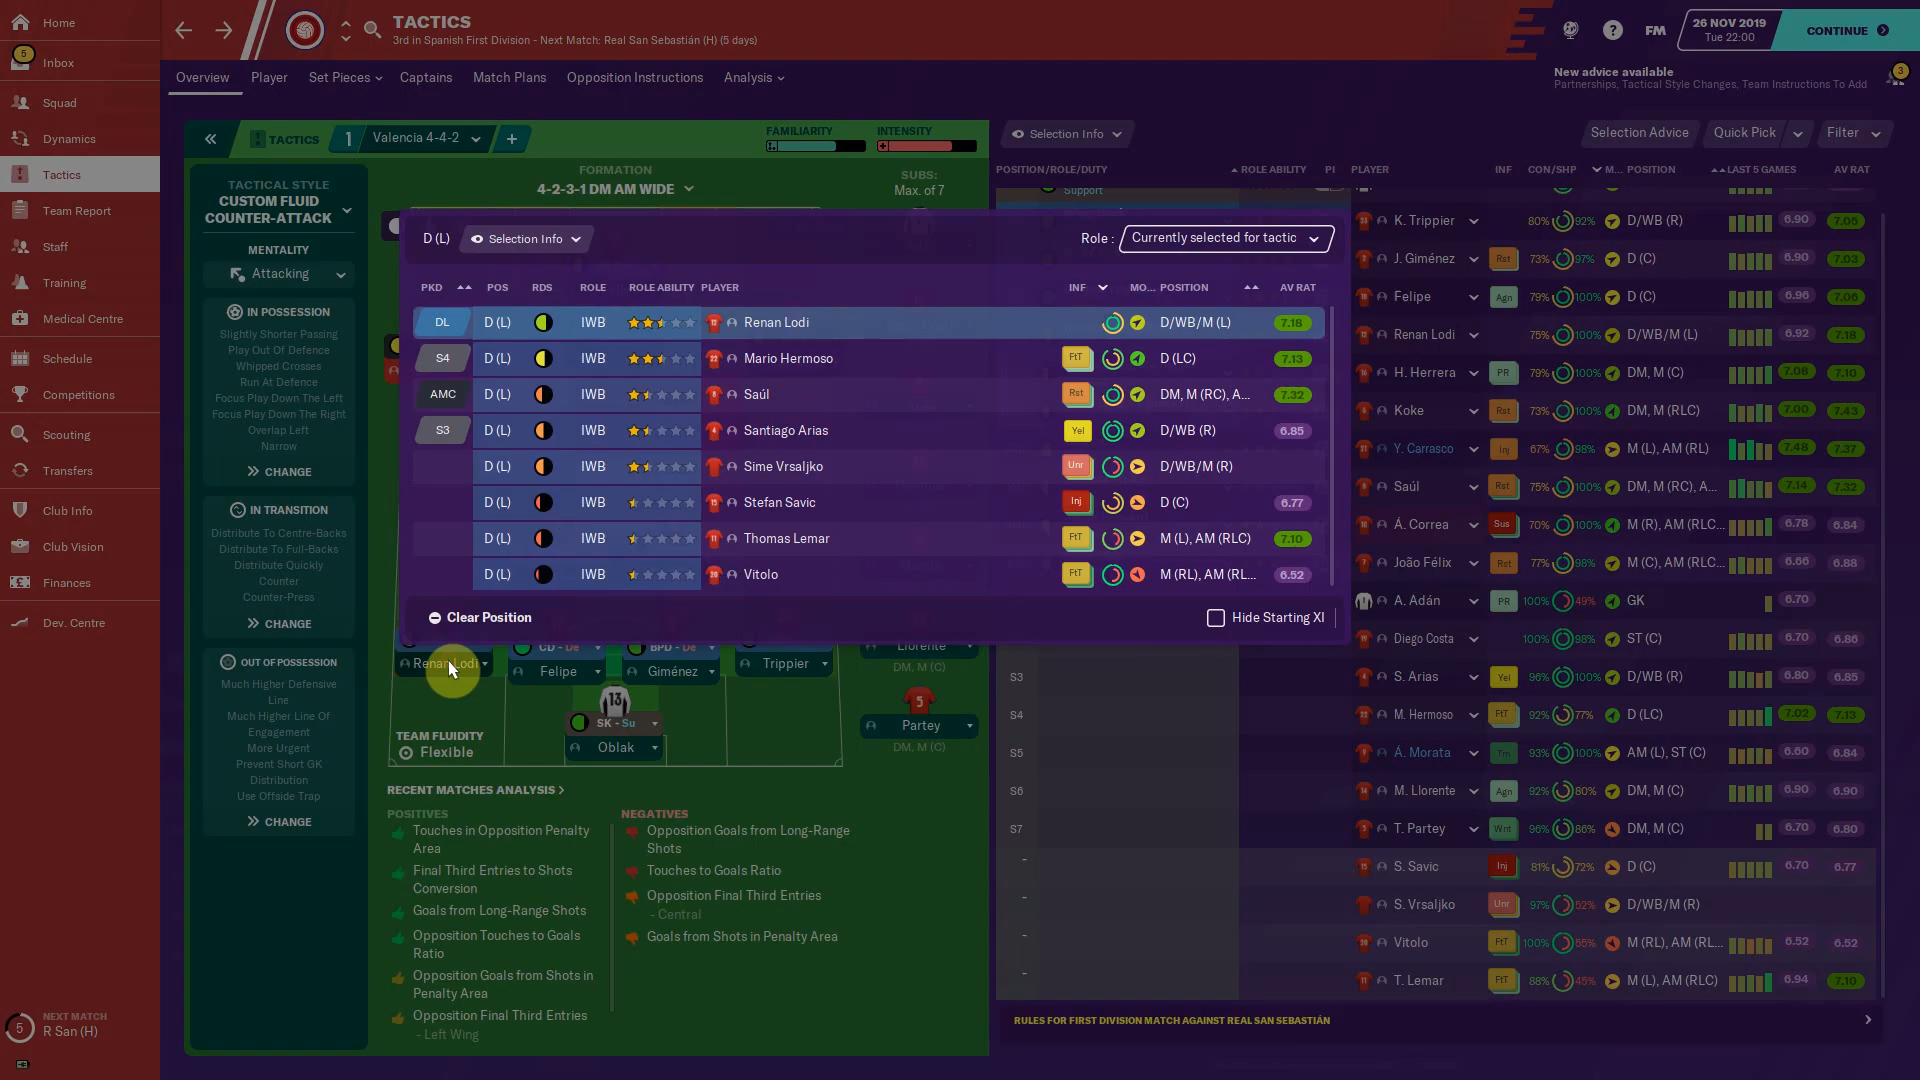 Home
5
Inbox
Squad
Dynamics
Tactics
Team Report
Staff
Training
Medical Centre
Schedule
Competitions
Scouting
Transfers
Club Info
Club Vision
Finances
Dev. Centre
NEXT MATCH
5
R San (H)
TACTICS
3rd in Spanish First Division - Next Match: Real San Sebastián (H) (5 days)
FM
26 NOV 2019
Tue 22:00
CONTINUE
Overview
Player
Set Pieces
Captains
Match Plans
Opposition Instructions
Analysis
New advice available
Partnerships, Tactical Style Changes, Team Instructions To Add
3
TACTICS
1
Valencia 4-4-2
FAMILIARITY
INTENSITY
TACTICAL STYLE
CUSTOM FLUID
COUNTER-ATTACK
MENTALITY
Attacking
IN POSSESSION
Slightly Shorter Passing
Play Out Of Defence
Whipped Crosses
Run At Defence
Focus Play Down The Left
Focus Play Down The Right
Overlap Left
Narrow
CHANGE
IN TRANSITION
Distribute To Centre-Backs
Distribute To Full-Backs
Distribute Quickly
Counter
Counter-Press
CHANGE
OUT OF POSSESSION
Much Higher Defensive
Line
Much Higher Line Of
Engagement
More Urgent
Prevent Short GK
Distribution
Use Offside Trap
CHANGE
FORMATION
4-2-3-1 DM AM WIDE
SUBS:
Max. of 7
D (L)
Selection Info
Role :
Currently selected for tactic
PKD POS RDS ROLE ROLE ABILITY PLAYER INF MO... POSITION AV RAT
DL D (L) IWB Renan Lodi D/WB/M (L) 7.18
S4 D (L) IWB Mario Hermoso FtT D (LC) 7.13
AMC D (L) IWB Saúl Rst DM, M (RC), A... 7.32
S3 D (L) IWB Santiago Arias Yel D/WB (R) 6.85
D (L) IWB Sime Vrsaljko Unr D/WB/M (R)
D (L) IWB Stefan Savic Inj D (C) 6.77
D (L) IWB Thomas Lemar FtT M (L), AM (RLC) 7.10
D (L) IWB Vitolo FtT M (RL), AM (RL... 6.52
Clear Position
Hide Starting XI
CD - De
BPD - De
Renan Lodi
Felipe
Giménez
Trippier
Llorente
DM, M (C)
13
SK - Su
Oblak
5
Partey
DM, M (C)
TEAM FLUIDITY
Flexible
RECENT MATCHES ANALYSIS
POSITIVES
Touches in Opposition Penalty
Area
Final Third Entries to Shots
Conversion
Goals from Long-Range Shots
Opposition Touches to Goals
Ratio
Opposition Goals from Shots in
Penalty Area
Opposition Final Third Entries
- Left Wing
NEGATIVES
Opposition Goals from Long-Range
Shots
Touches to Goals Ratio
Opposition Final Third Entries
- Central
Goals from Shots in Penalty Area
Selection Info
Selection Advice
Quick Pick
Filter
POSITION/ROLE/DUTY ROLE ABILITY PI PLAYER INF CON/SHP M... POSITION LAST 5 GAMES AV RAT
Support
K. Trippier 80% 92% D/WB (R) 6.90 7.05
J. Giménez Rst 73% 97% D (C) 6.90 7.03
Felipe Agn 79% 100% D (C) 6.96 7.06
Renan Lodi 75% 100% D/WB/M (L) 6.92 7.18
H. Herrera PR 79% 100% DM, M (C) 7.08 7.10
Koke Rst 73% 100% DM, M (RLC) 7.00 7.43
Y. Carrasco Inj 67% 98% M (L), AM (RL) 7.48 7.37
Saúl Rst 75% 100% DM, M (RC), A... 7.14 7.32
Á. Correa Sus 70% 100% M (R), AM (RLC... 6.78 6.84
João Félix Rst 77% 98% M (C), AM (RLC... 6.66 6.88
A. Adán PR 100% 49% GK 6.70
Diego Costa 100% 98% ST (C) 6.70 6.86
S3 S. Arias Yel 96% 100% D/WB (R) 6.80 6.85
S4 M. Hermoso FtT 92% 77% D (LC) 7.02 7.13
S5 Á. Morata Trn 93% 100% AM (L), ST (C) 6.60 6.84
S6 M. Llorente Agn 92% 80% DM, M (C) 6.90 6.90
S7 T. Partey Wnt 96% 86% DM, M (C) 6.70 6.80
- S. Savic Inj 81% 72% D (C) 6.70 6.77
- S. Vrsaljko Unr 97% 52% D/WB/M (R)
- Vitolo FtT 100% 55% M (RL), AM (RL... 6.52 6.52
- T. Lemar FtT 88% 45% M (L), AM (RLC) 6.94 7.10
RULES FOR FIRST DIVISION MATCH AGAINST REAL SAN SEBASTIÁN